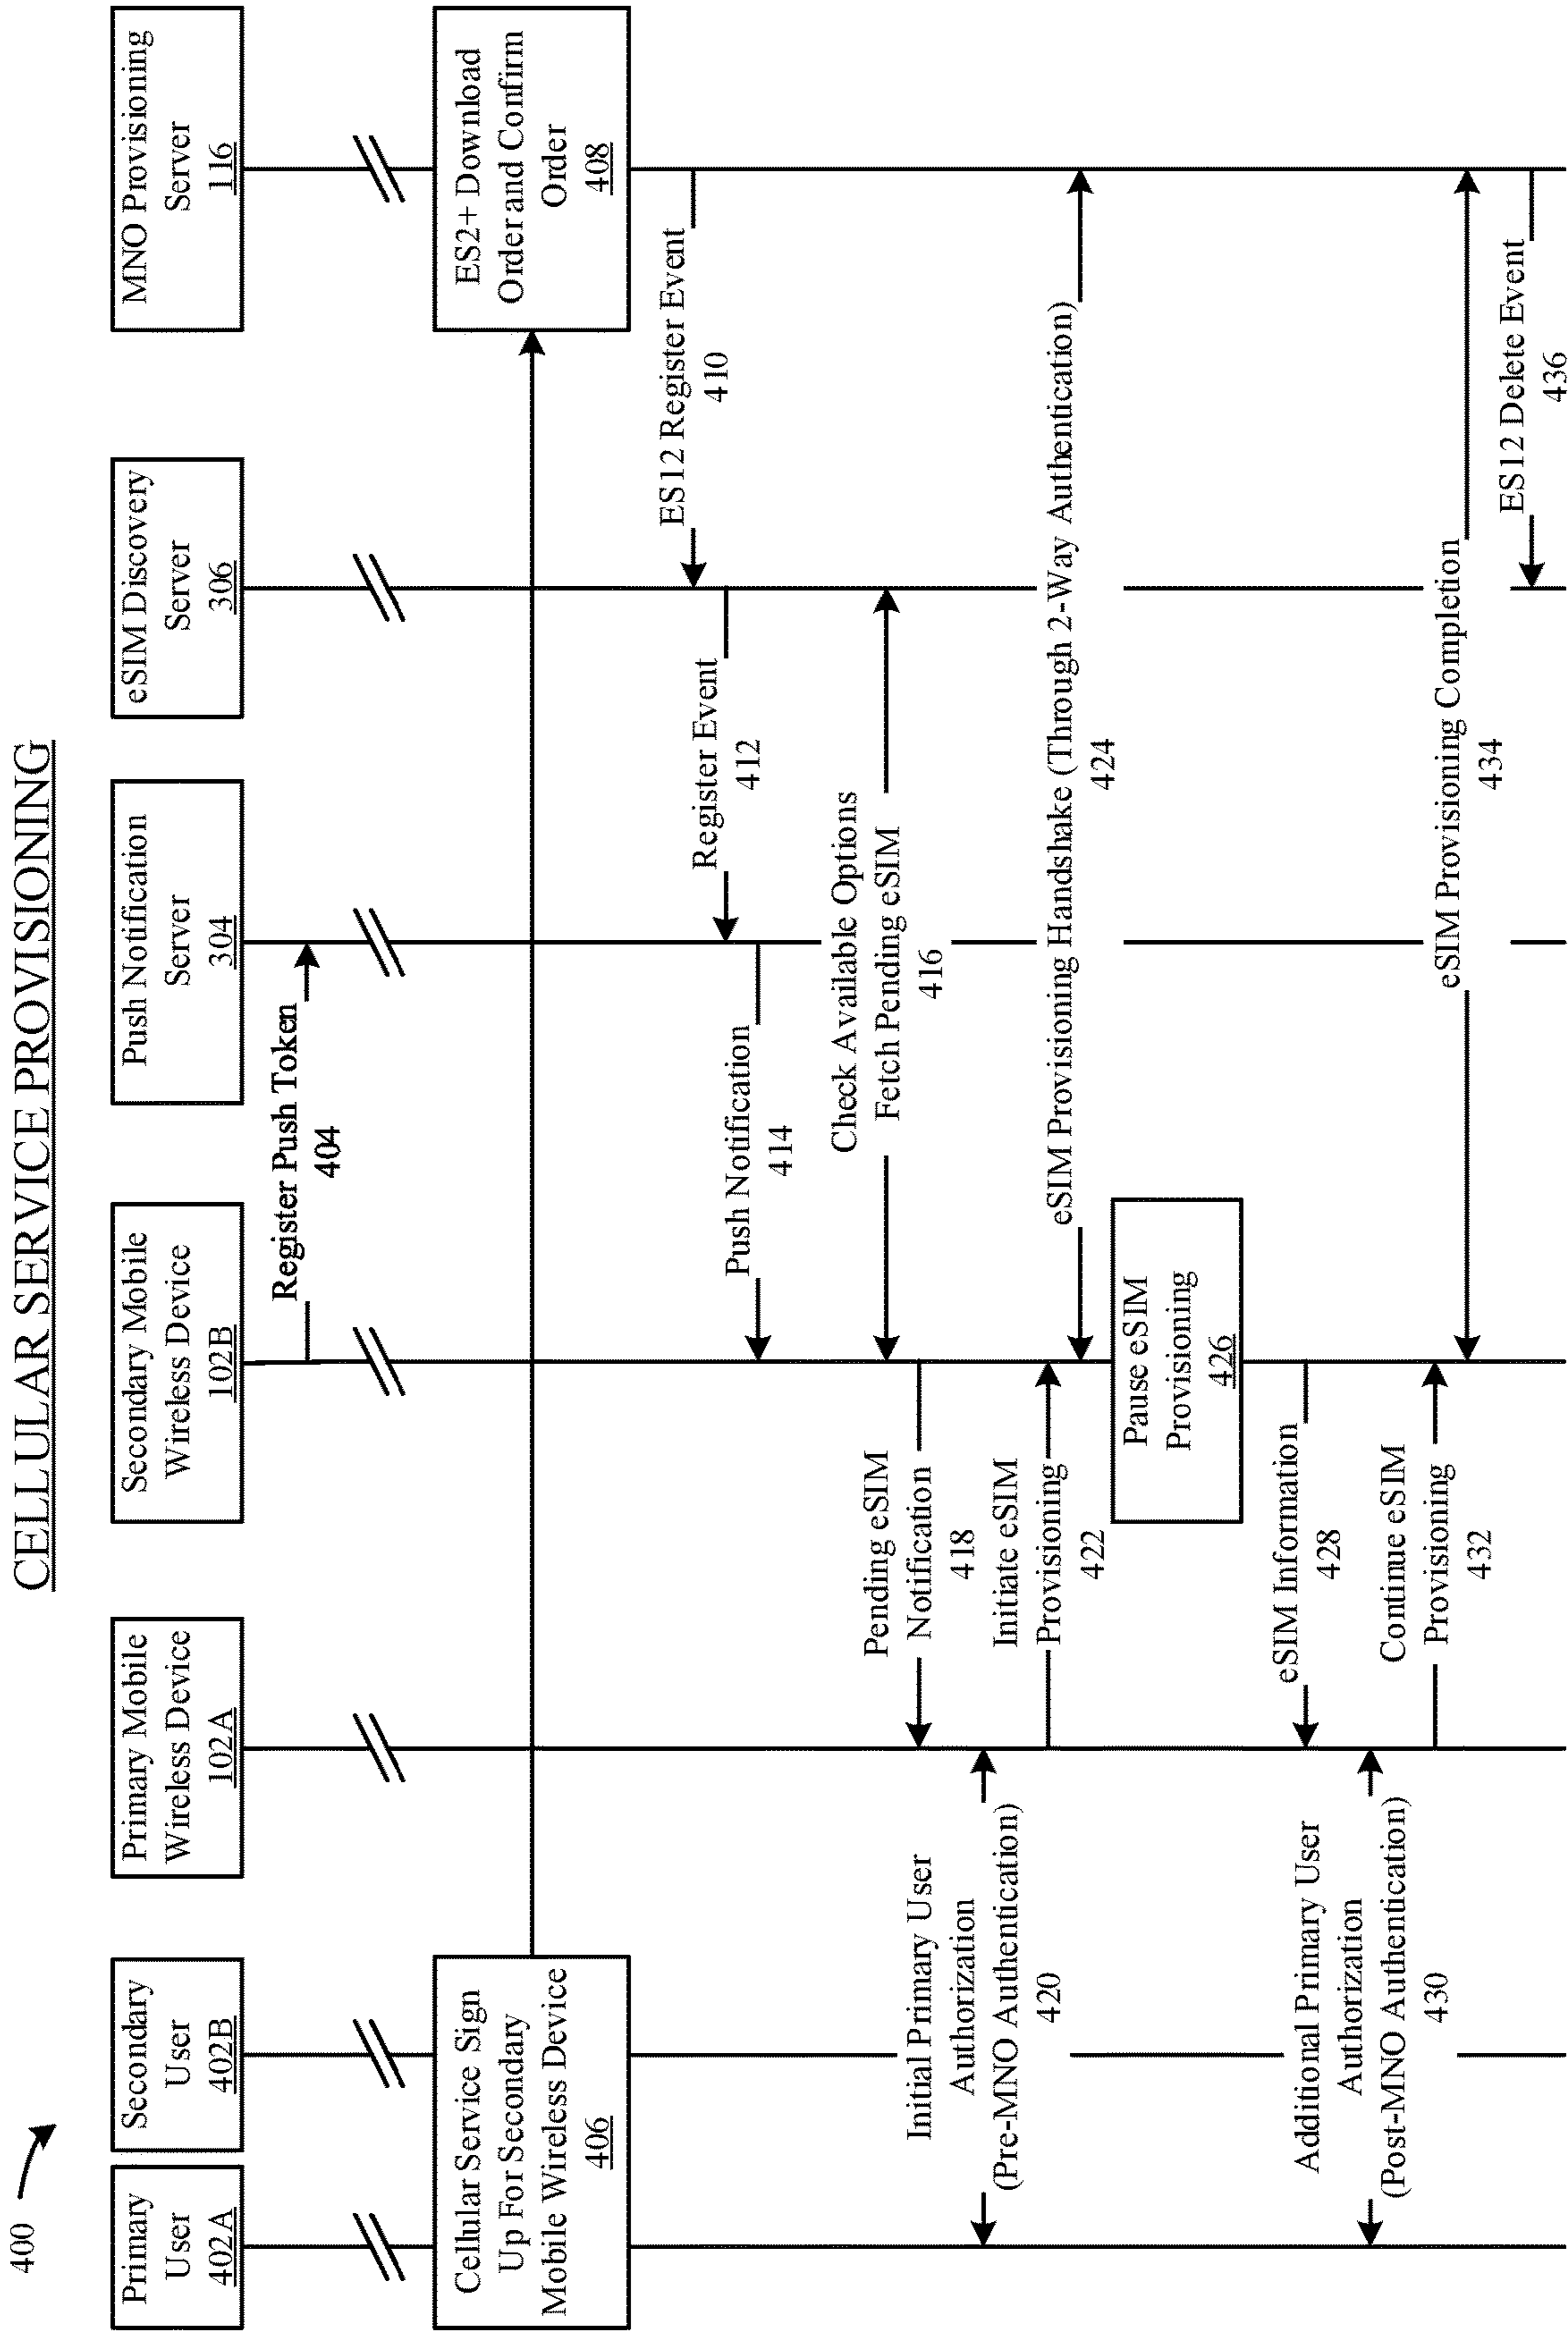 CELLULAR SERVICE PROVISIONING
400
Primary
User
402A
Secondary
User
402B
Primary Mobile
Wireless Device
102A
Secondary Mobile
Wireless Device
102B
Push Notification
Server
304
eSIM Discovery
Server
306
MNO Provisioning
Server
116
Register Push Token
404
Cellular Service Sign
Up For Secondary
Mobile Wireless Device
406
ES2+ Download
Order and Confirm
Order
408
ES12 Register Event
410
Register Event
412
Push Notification
414
Check Available Options
Fetch Pending eSIM
416
Pending eSIM
Notification
418
Initial Primary User
Authorization
(Pre-MNO Authentication)
420
Initiate eSIM
Provisioning
422
eSIM Provisioning Handshake (Through 2-Way Authentication)
424
Pause eSIM
Provisioning
426
eSIM Information
428
Additional Primary User
Authorization
(Post-MNO Authentication)
430
Continue eSIM
Provisioning
432
eSIM Provisioning Completion
434
ES12 Delete Event
436